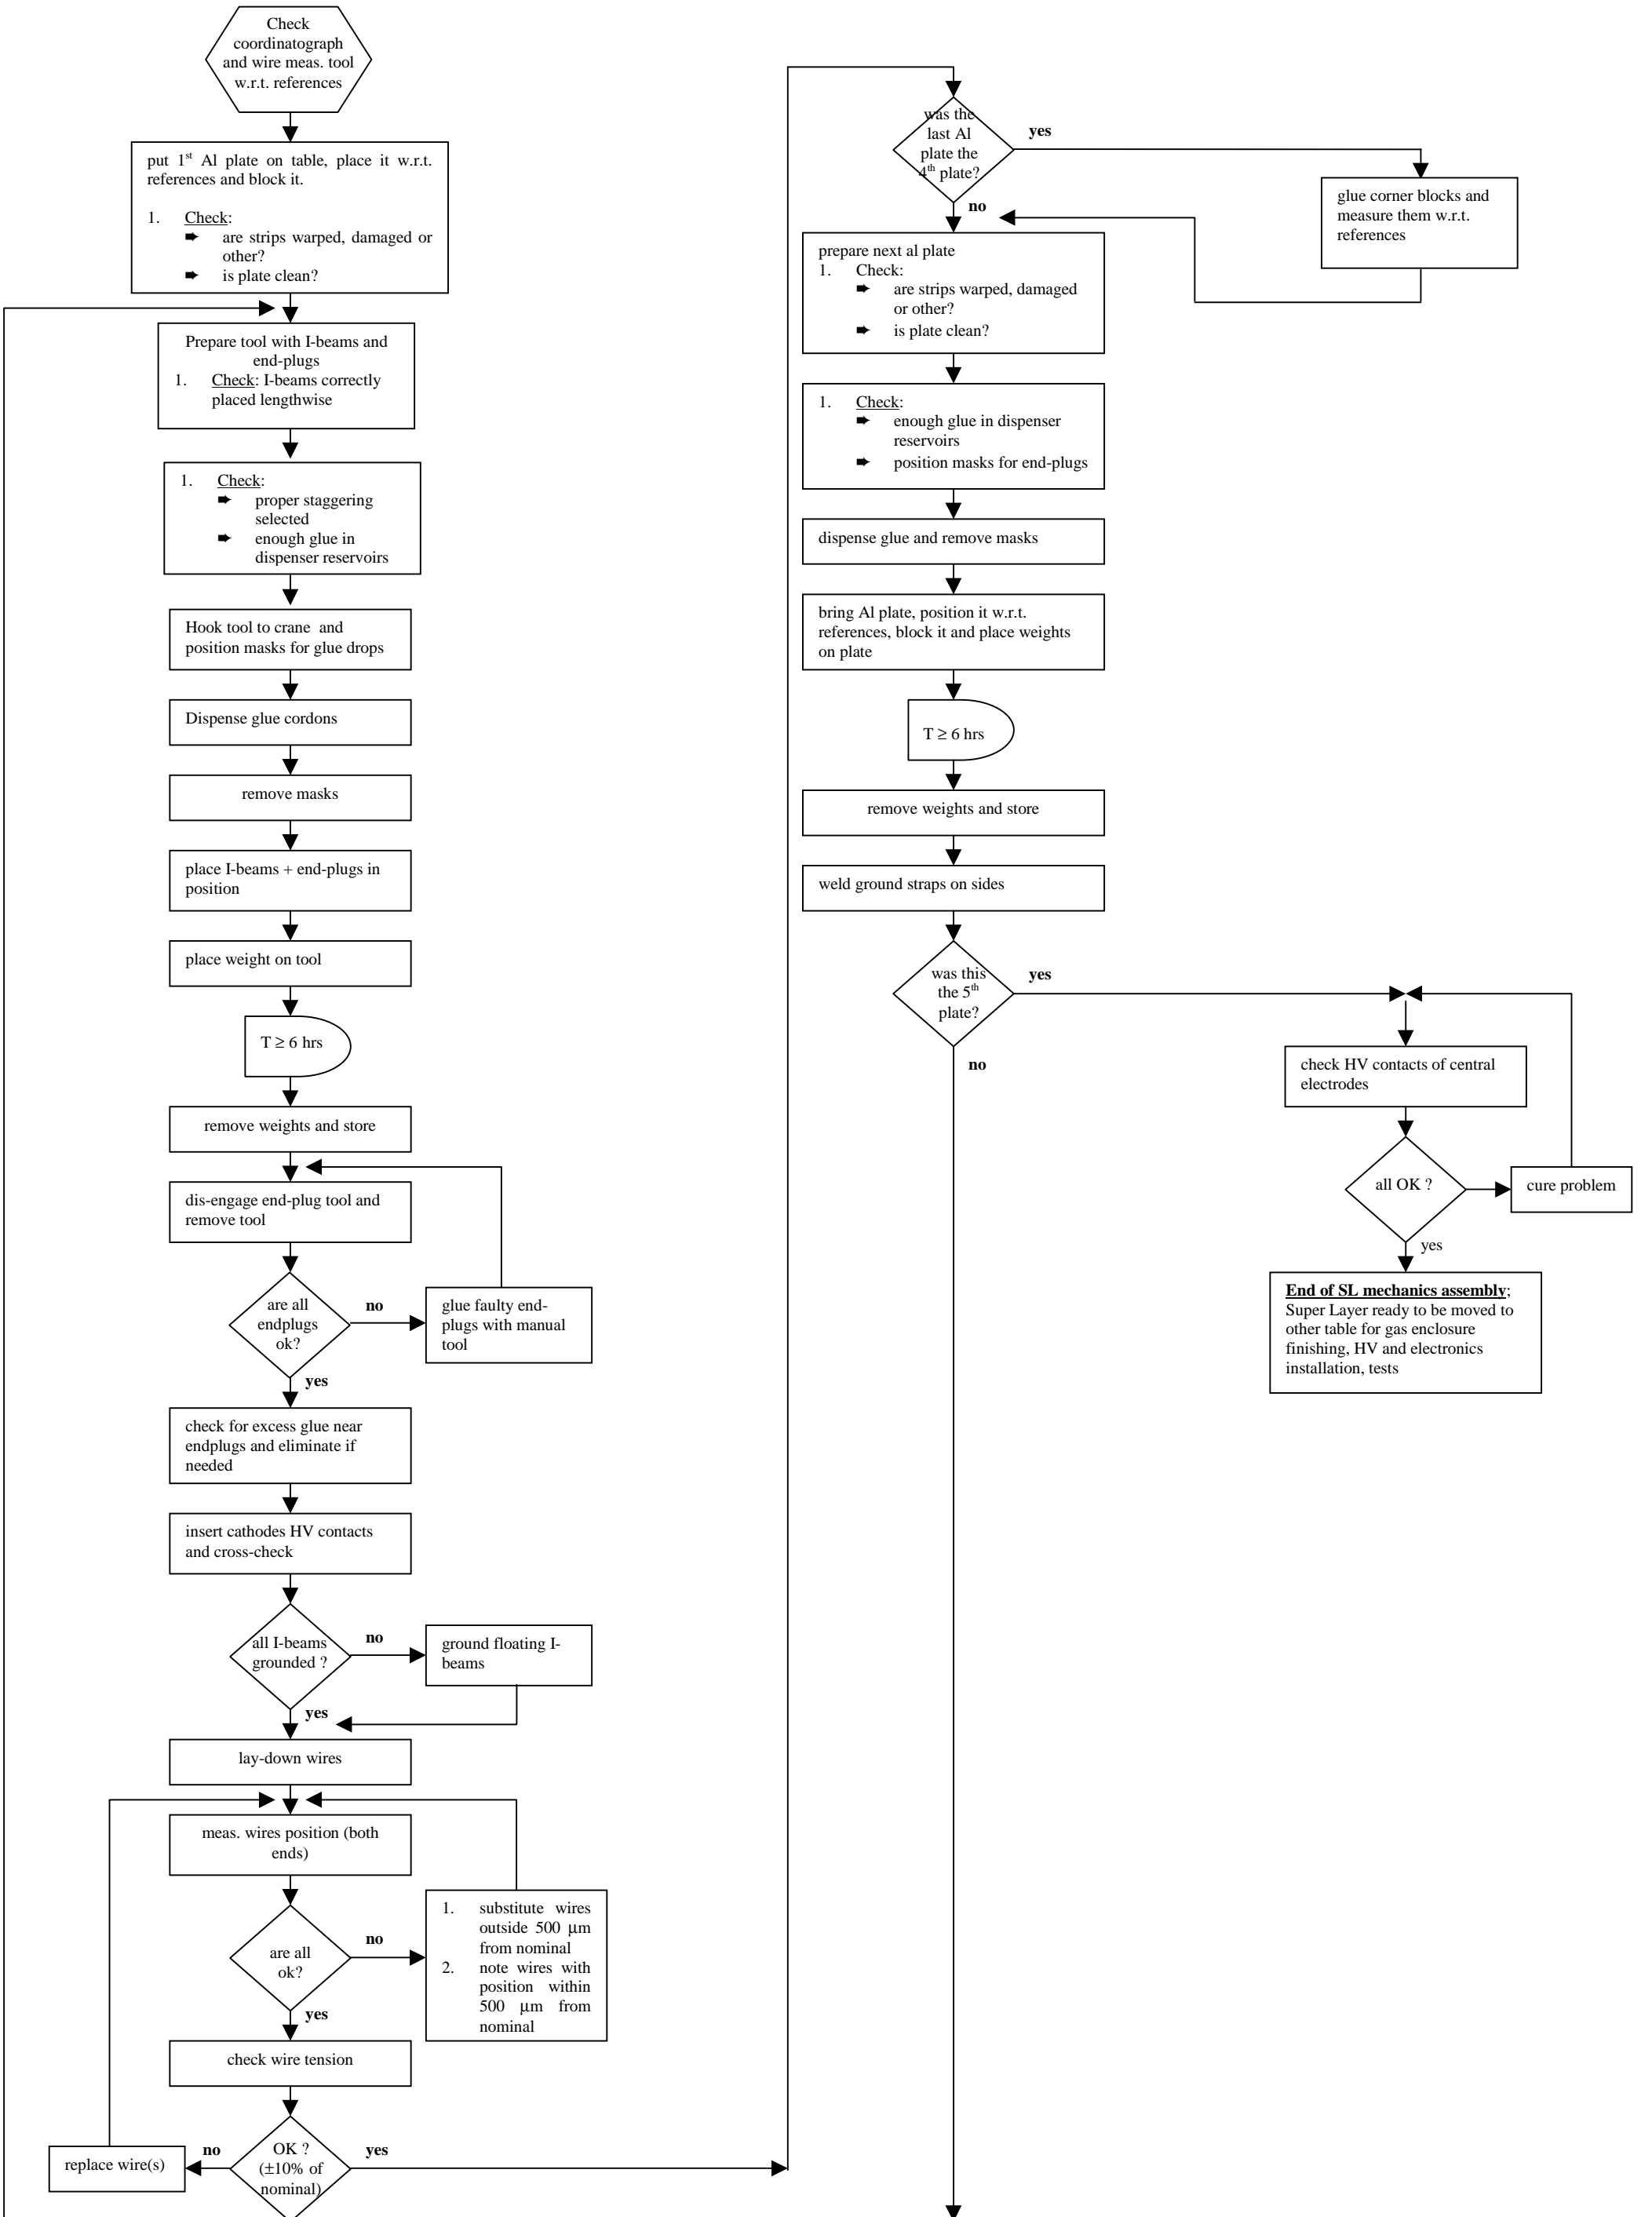 Check
coordinatograph
and wire meas. tool
w.r.t. references
put 1st Al plate on table, place it w.r.t.
references and block it.
1. Check:
➨ are strips warped, damaged or
other?
➨ is plate clean?
Prepare tool with I-beams and
end-plugs
1. Check: I-beams correctly
placed lengthwise
1. Check:
➨ proper staggering
selected
➨ enough glue in
dispenser reservoirs
Hook tool to crane and
position masks for glue drops
Dispense glue cordons
remove masks
place I-beams + end-plugs in
position
place weight on tool
T ≥ 6 hrs
remove weights and store
dis-engage end-plug tool and
remove tool
are all
endplugs
ok?
no
glue faulty end-
plugs with manual
tool
yes
check for excess glue near
endplugs and eliminate if
needed
insert cathodes HV contacts
and cross-check
all I-beams
grounded ?
no
ground floating I-
beams
yes
lay-down wires
meas. wires position (both
ends)
are all
ok?
no
1. substitute wires
outside 500 μm
from nominal
2. note wires with
position within
500 μm from
nominal
yes
check wire tension
OK ?
(±10% of
nominal)
no
replace wire(s)
yes
was the
last Al
plate the
4th plate?
yes
glue corner blocks and
measure them w.r.t.
references
no
prepare next al plate
1. Check:
➨ are strips warped, damaged
or other?
➨ is plate clean?
1. Check:
➨ enough glue in dispenser
reservoirs
➨ position masks for end-plugs
dispense glue and remove masks
bring Al plate, position it w.r.t.
references, block it and place weights
on plate
T ≥ 6 hrs
remove weights and store
weld ground straps on sides
was this
the 5th
plate?
yes
no
check HV contacts of central
electrodes
all OK ?
cure problem
yes
End of SL mechanics assembly;
Super Layer ready to be moved to
other table for gas enclosure
finishing, HV and electronics
installation, tests